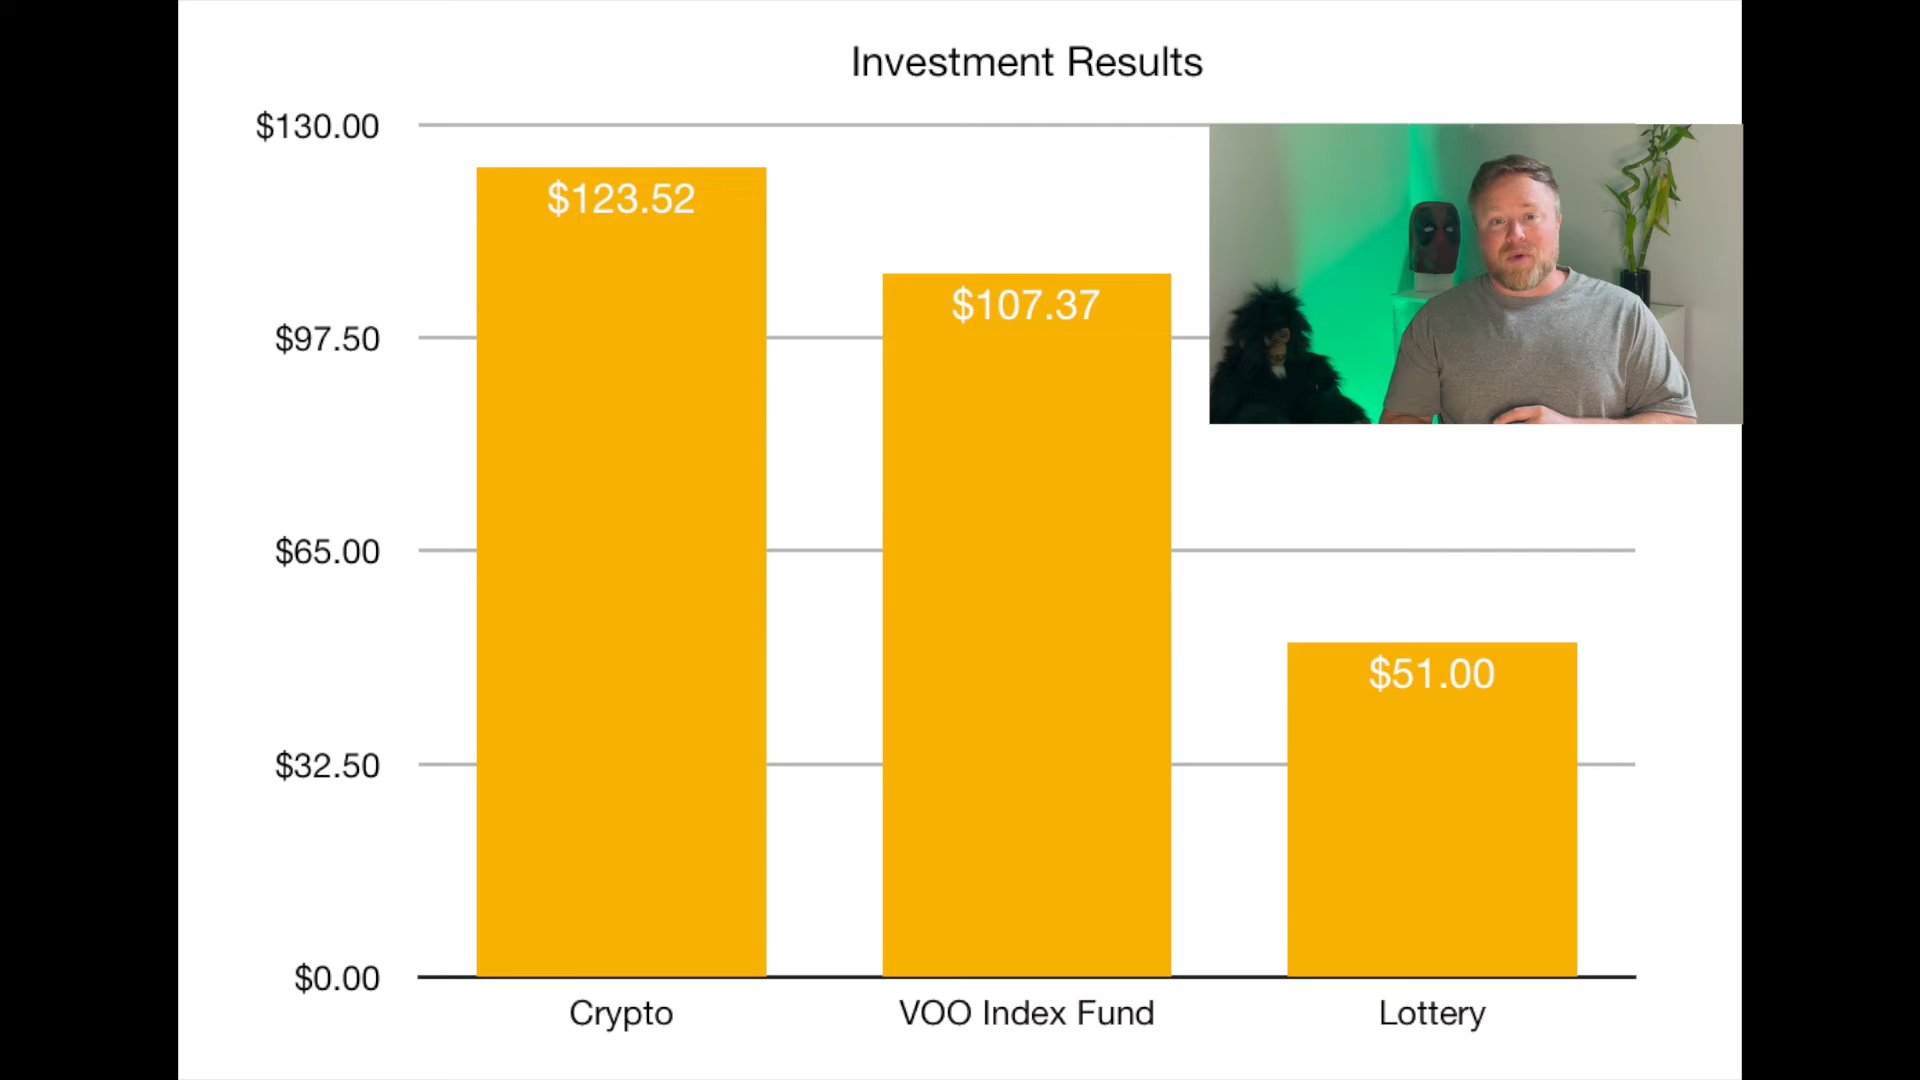 Investment Results
$130.00
$123.52
$107.37
$97.50
$65.00
$51.00
$32.50
$0.00
Crypto
VOO Index Fund
Lottery